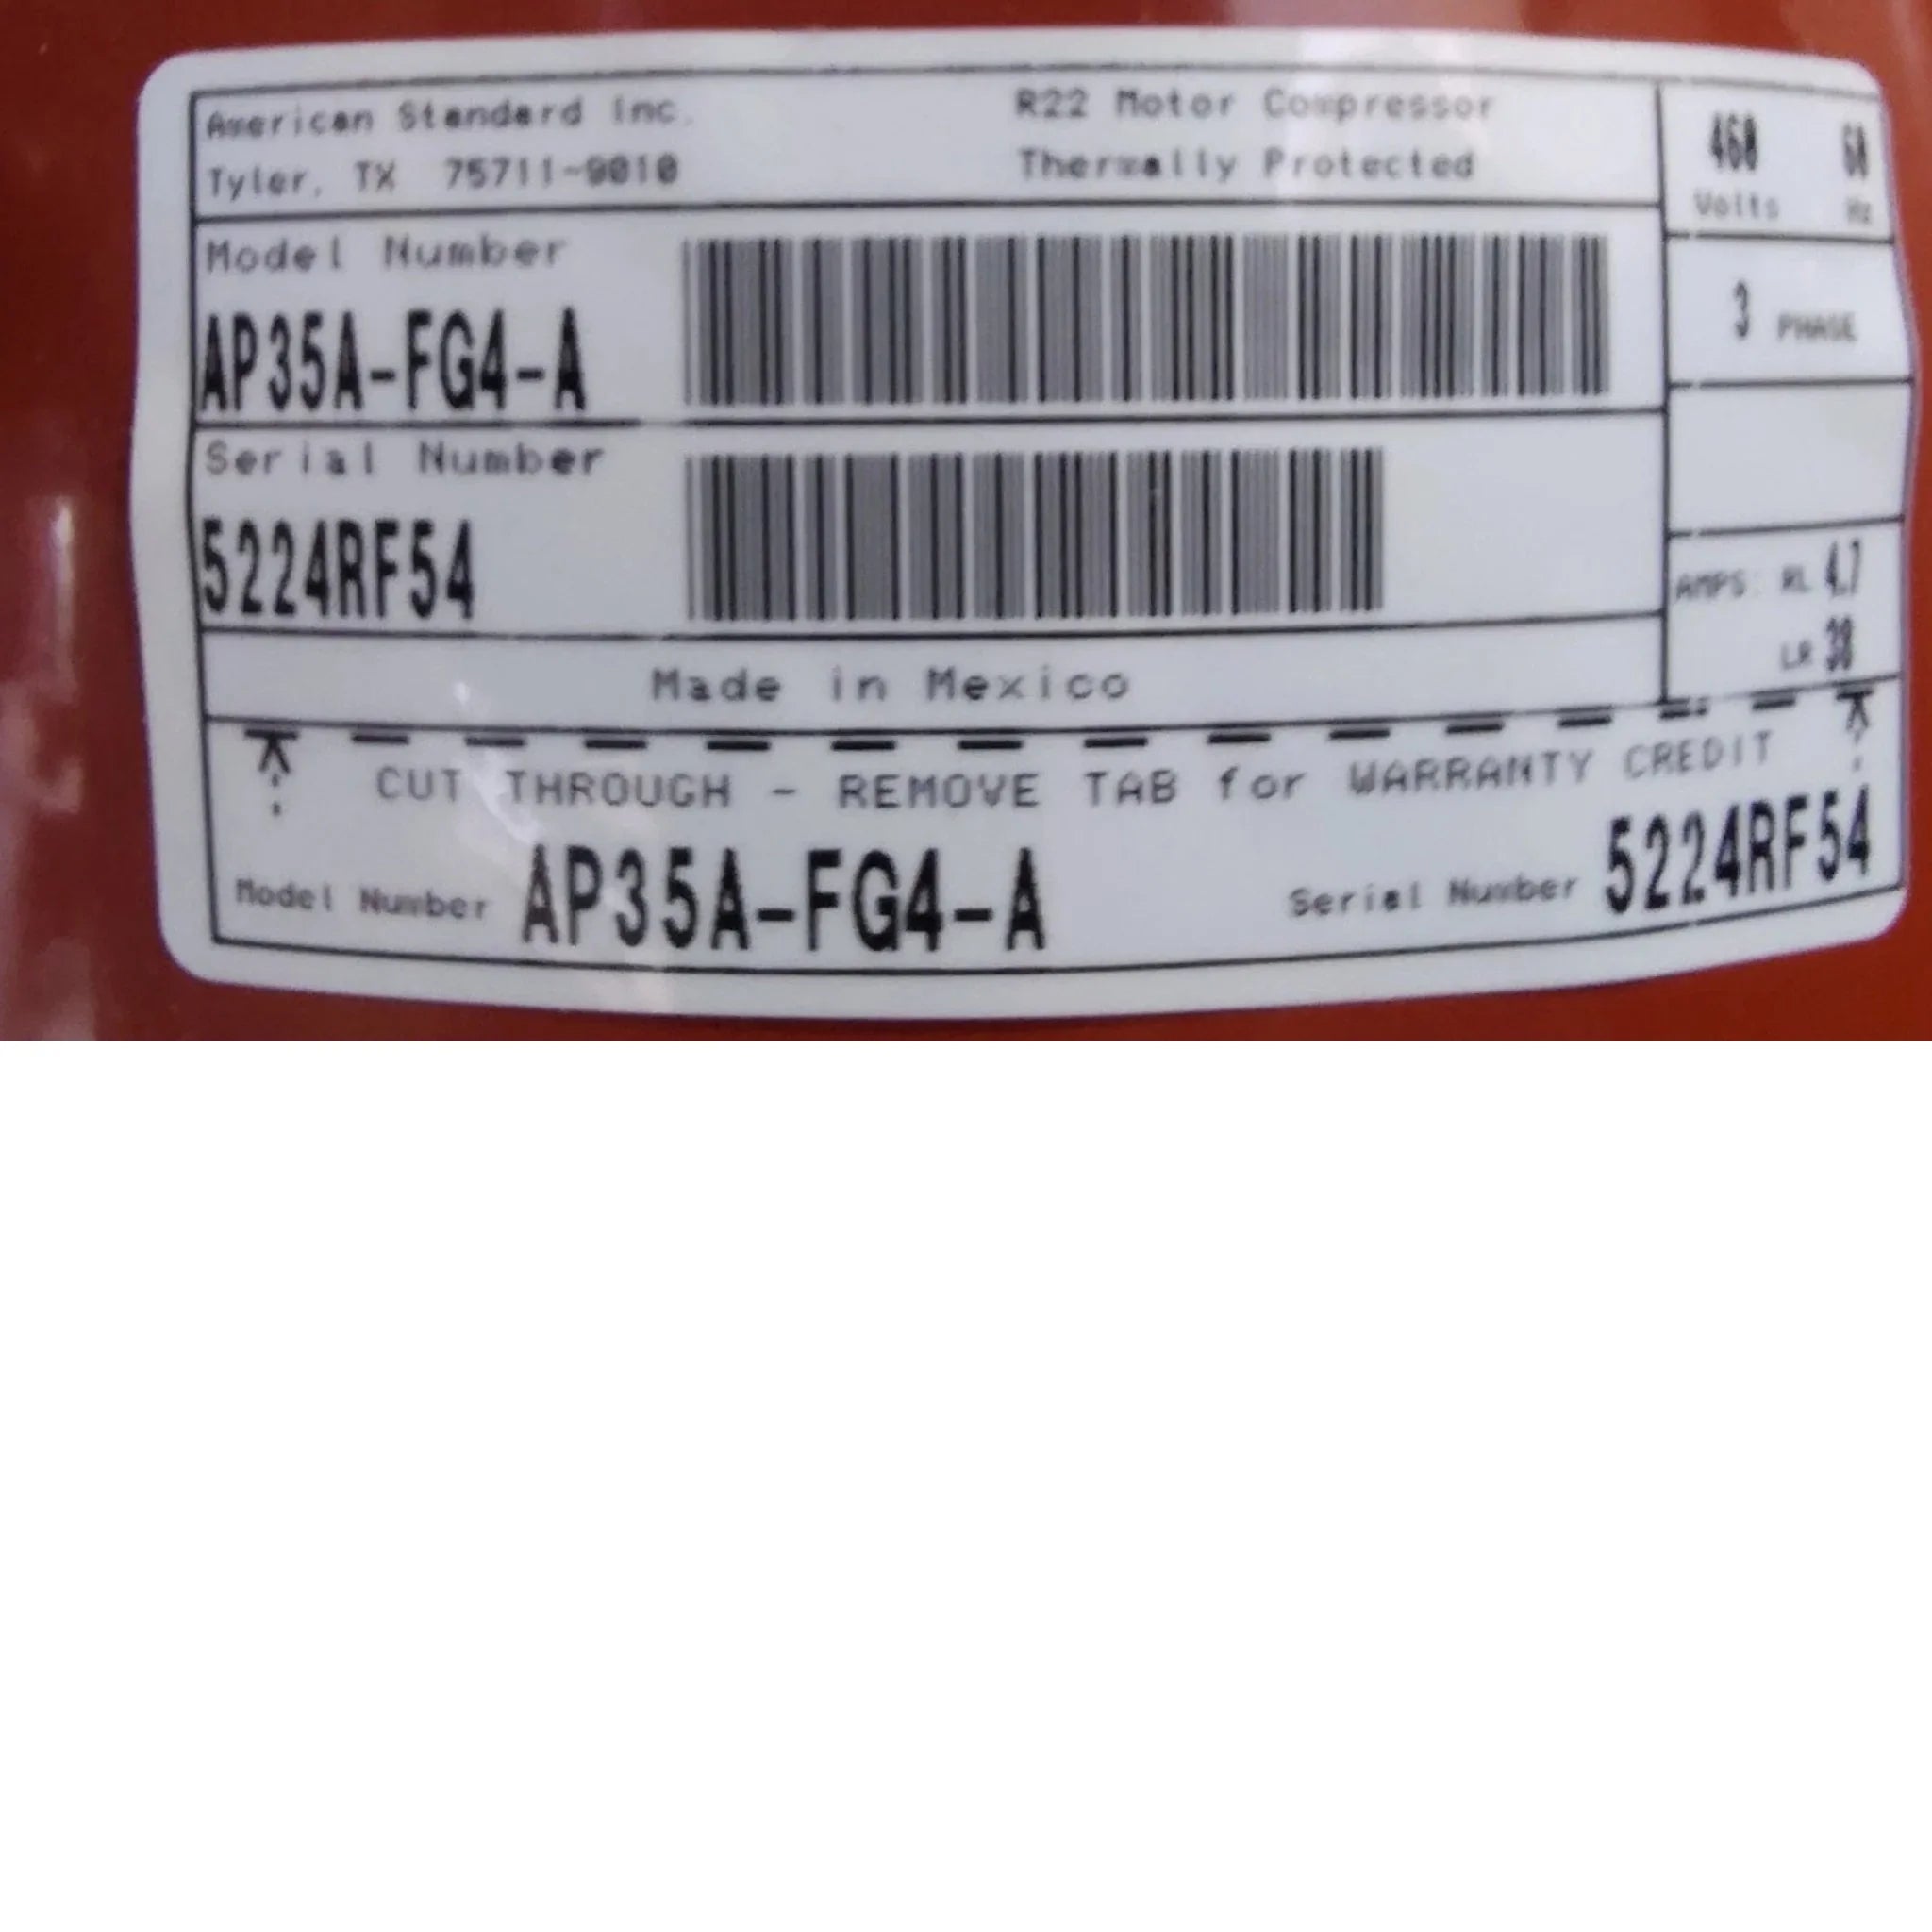 American Standard Inc.
Tyler, TX 75711-9010
R22 Motor Compressor
Thermally Protected
460 60
Volts Hz
Model Number
AP35A-FG4-A
3 PHASE
Serial Number
5224RF54
AMPS: RL 4.7
LR 38
Made in Mexico
CUT THROUGH - REMOVE TAB for WARRANTY CREDIT
Model Number AP35A-FG4-A Serial Number 5224RF54